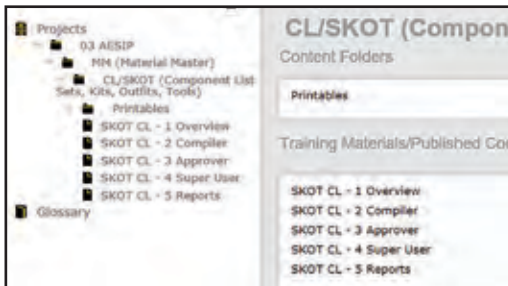 Projects
03 AESIP
MM (Material Master)
CL/SKOT (Component List
Sets, Kits, Outfits, Tools)
Printables
SKOT CL - 1 Overview
SKOT CL - 2 Compiler
SKOT CL - 3 Approver
SKOT CL - 4 Super User
SKOT CL - 5 Reports
Glossary
CL/SKOT (Compon
Content Folders
Printables
Training Materials/Published Co
SKOT CL - 1 Overview
SKOT CL - 2 Compiler
SKOT CL - 3 Approver
SKOT CL - 4 Super User
SKOT CL - 5 Reports